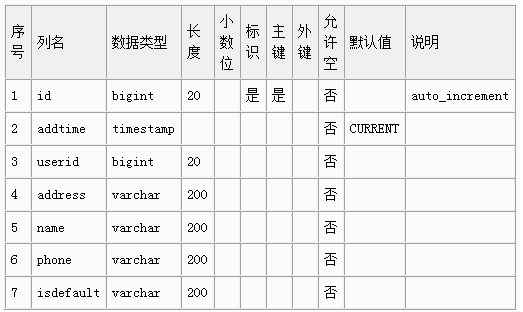 序号 列名 数据类型 长度 小数位 标识 主键 外键 允许空 默认值 说明
1 id bigint 20 是 是 否 auto_increment
2 addtime timestamp 否 CURRENT
3 userid bigint 20 否
4 address varchar 200 否
5 name varchar 200 否
6 phone varchar 200 否
7 isdefault varchar 200 否